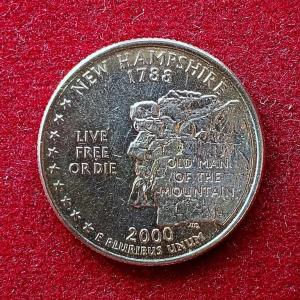 NEW HAMPSHIRE
1788
LIVE
FREE
OR DIE
OLD MAN
OF THE
MOUNTAIN
2000
E PLURIBUS UNUM